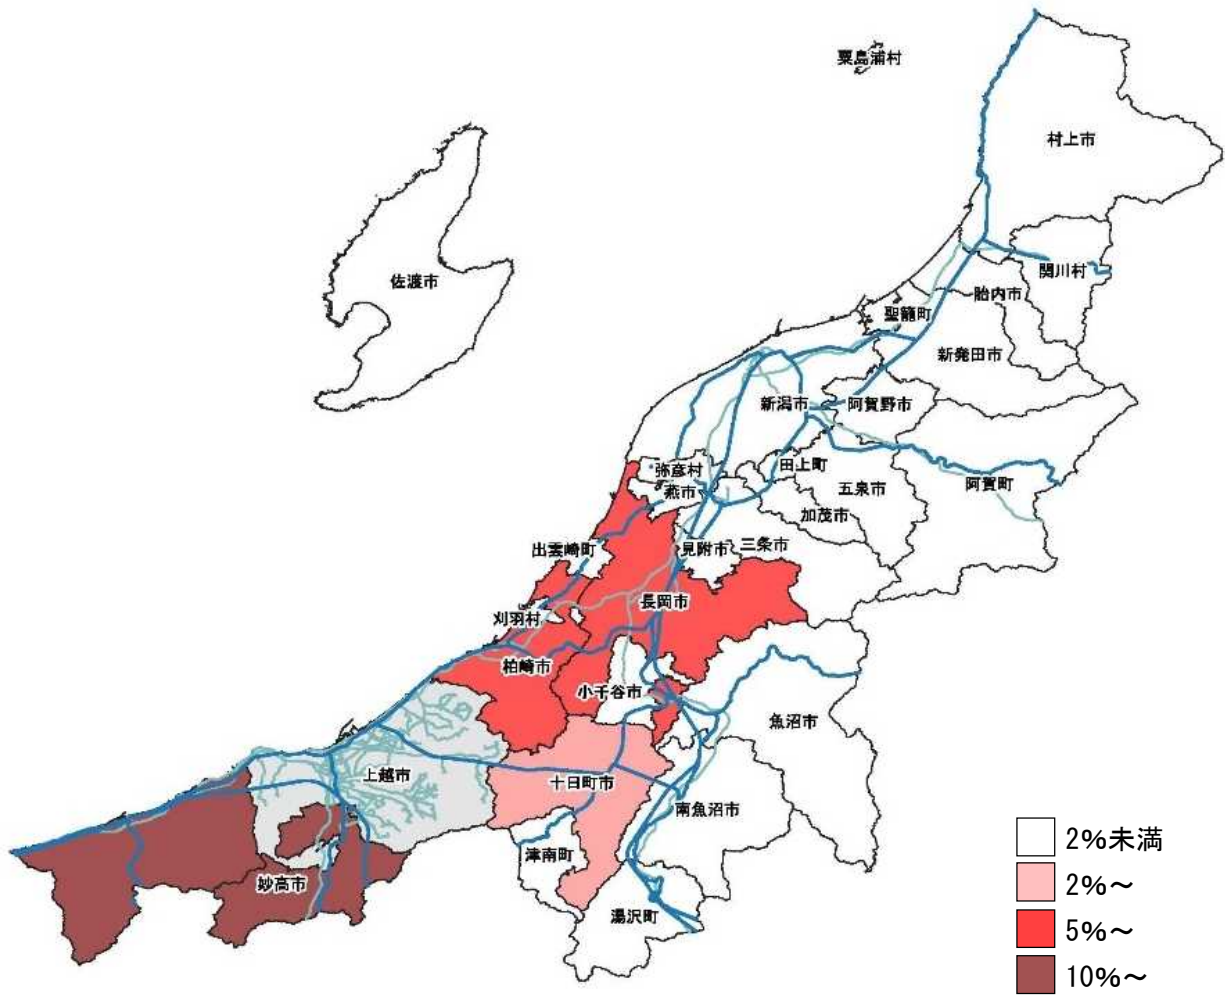 粟島浦村
村上市
佐渡市
関川村
胎内市
聖籠町
新発田市
新潟市
阿賀野市
弥彦村
田上町
燕市
五泉市
阿賀町
加茂市
出雲崎町
見附市
三条市
長岡市
刈羽村
柏崎市
小千谷市
魚沼市
上越市
十日町市
南魚沼市
津南町
妙高市
湯沢町
2%未満
2%～
5%～
10%～